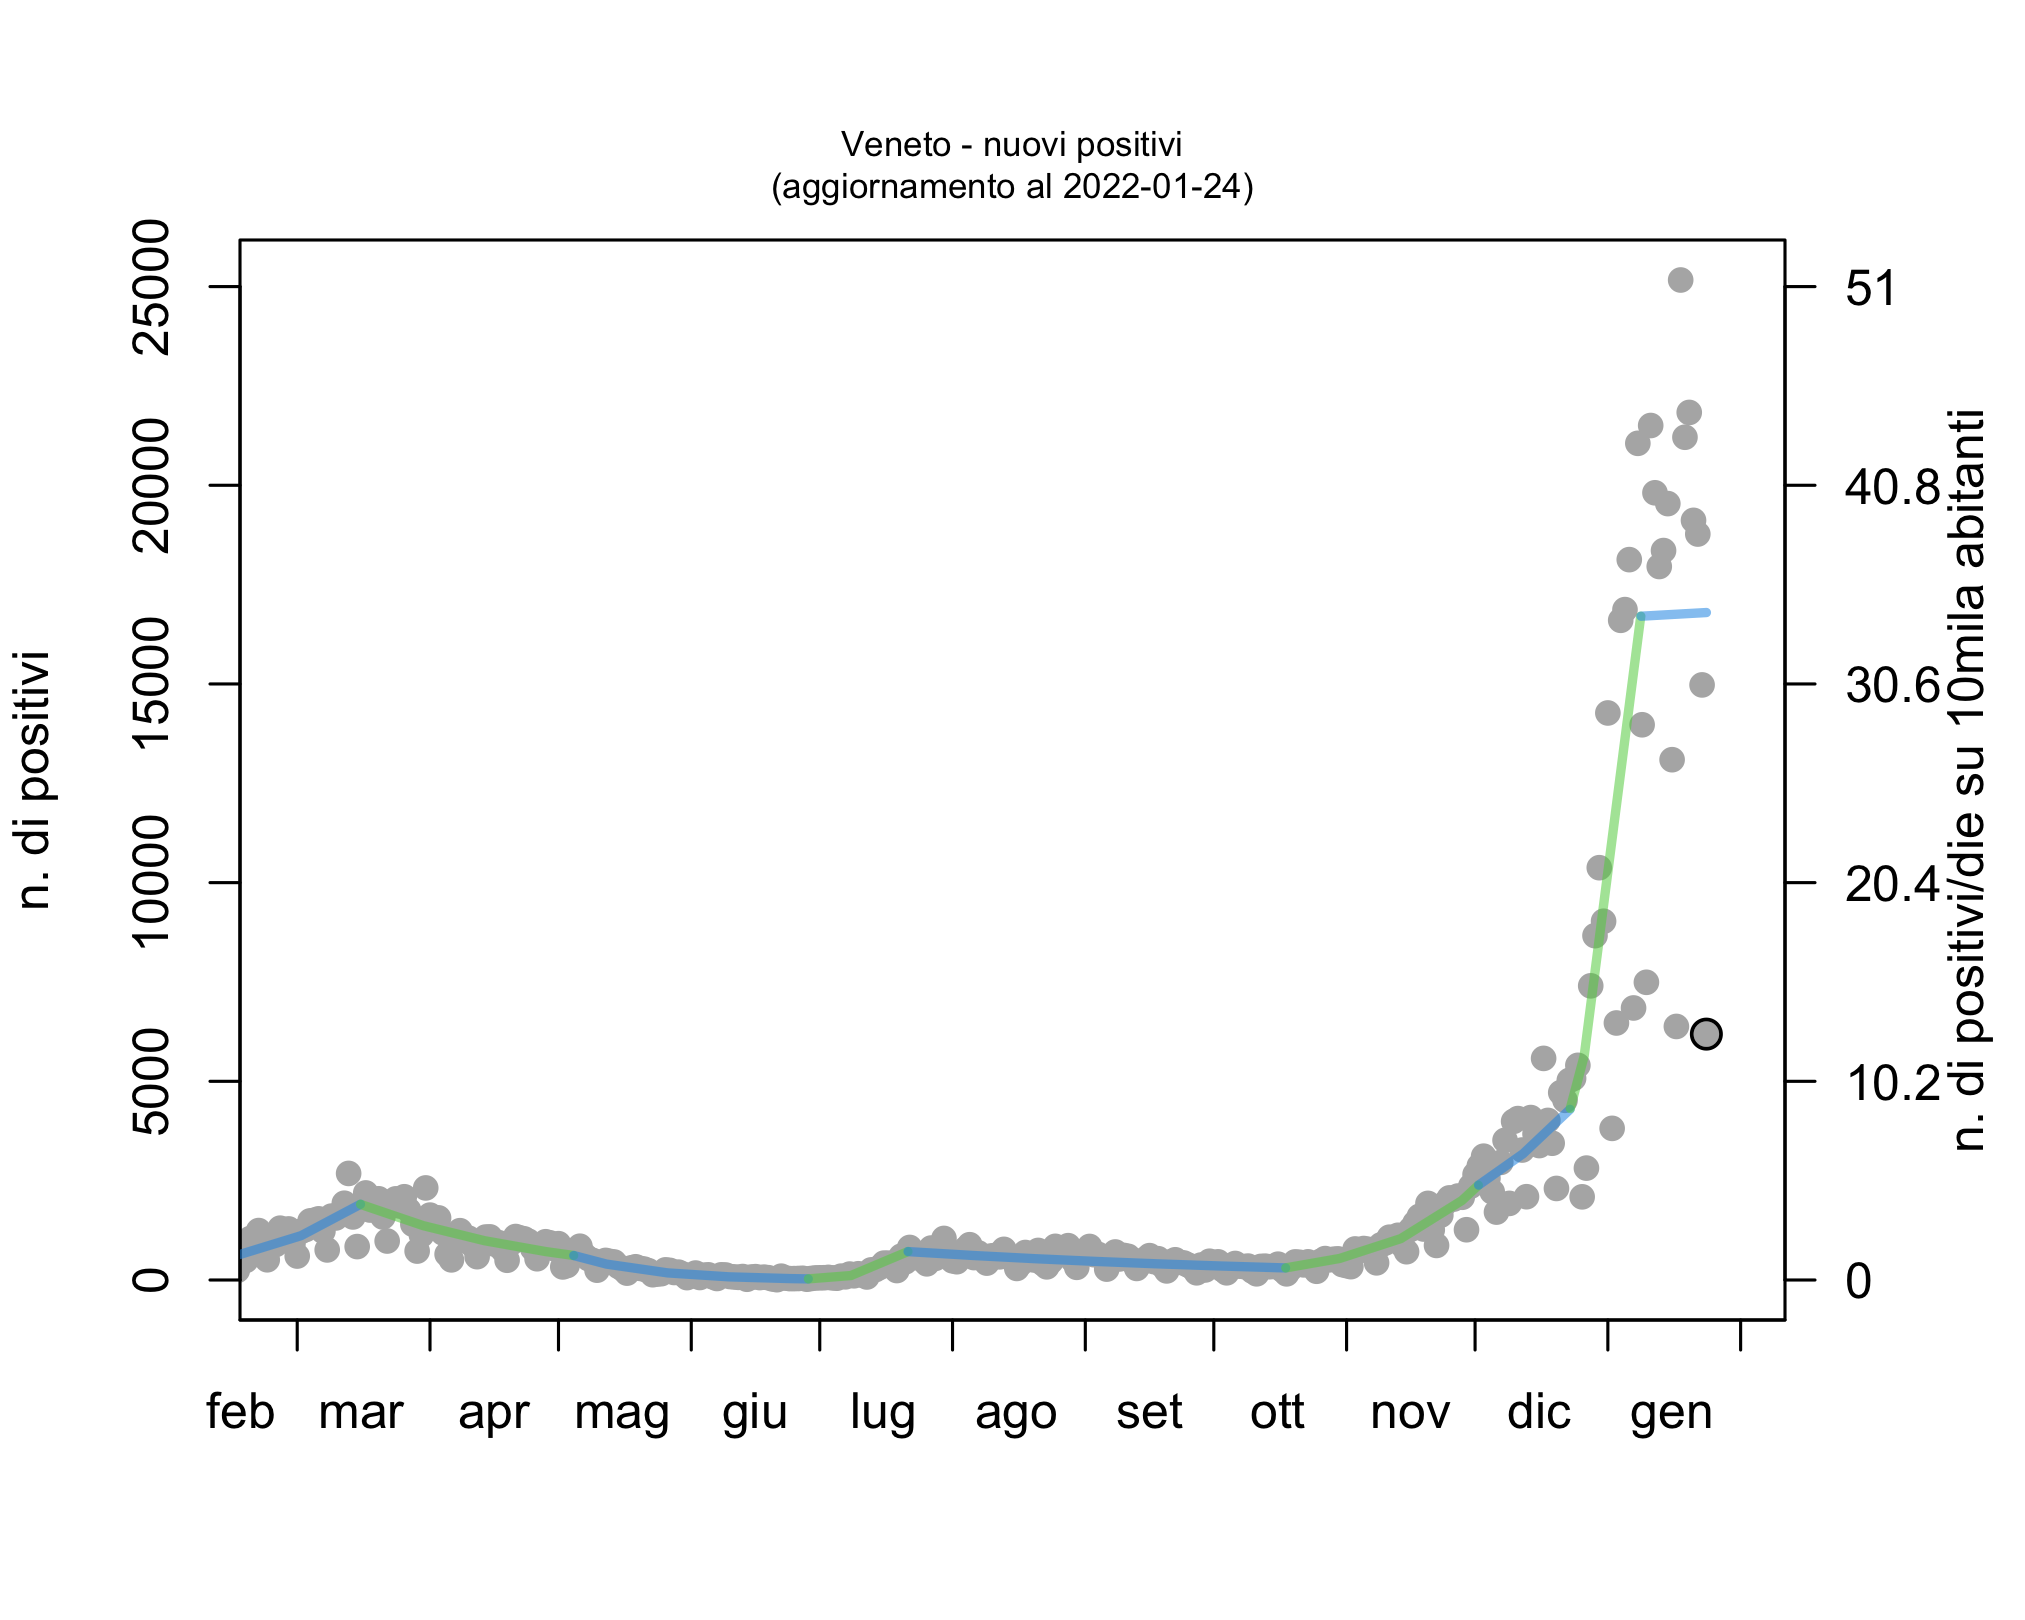 Veneto - nuovi positivi
(aggiornamento al 2022-01-24)
n. di positivi
25000
20000
15000
10000
5000
0
51
40.8
30.6
20.4
10.2
0
n. di positivi/die su 10mila abitanti
feb mar apr mag giu lug ago set ott nov dic gen